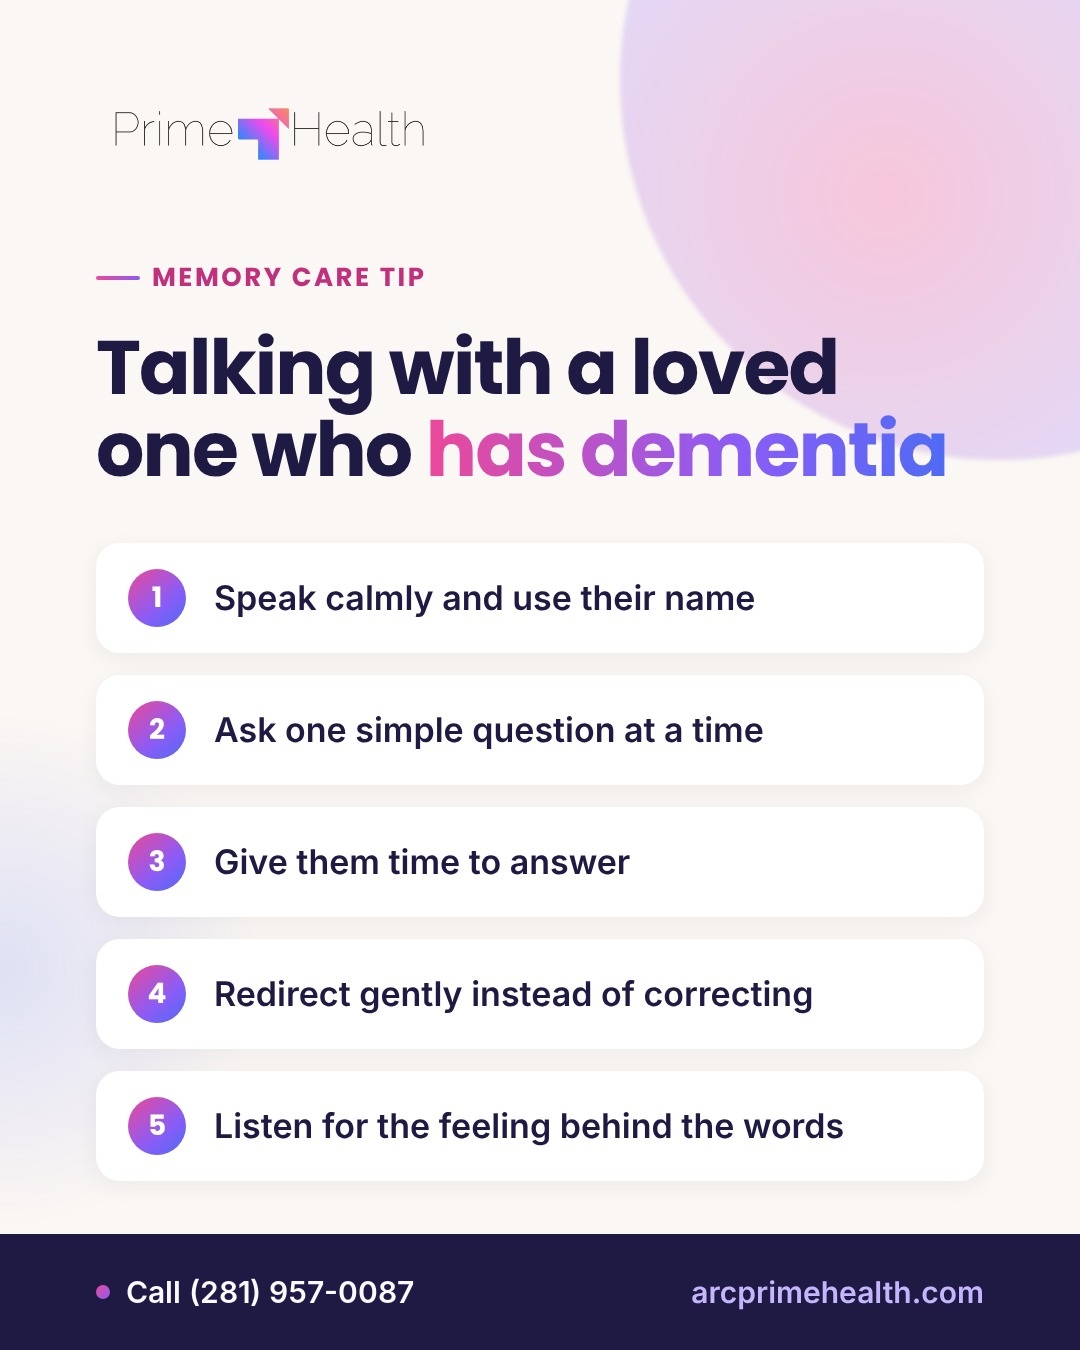 Prime Health
MEMORY CARE TIP
Talking with a loved
one who has dementia
1 Speak calmly and use their name
2 Ask one simple question at a time
3 Give them time to answer
4 Redirect gently instead of correcting
5 Listen for the feeling behind the words
Call (281) 957-0087
arcprimehealth.com